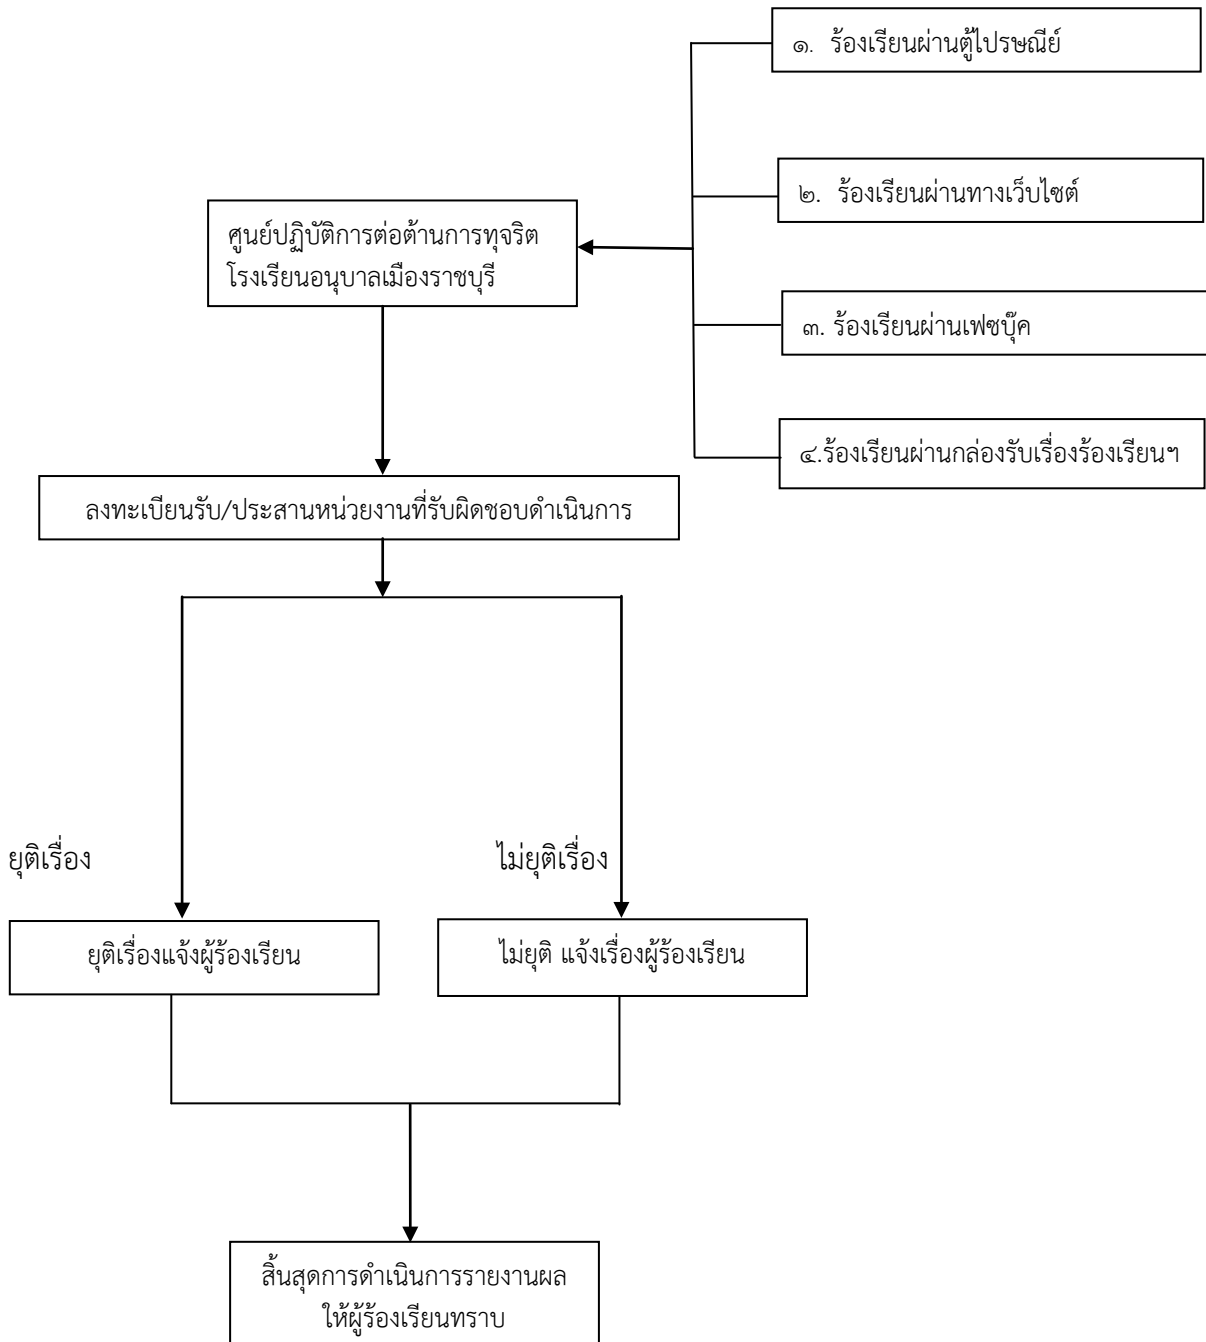 ๑. ร้องเรียนผ่านตู้ไปรษณีย์
๒. ร้องเรียนผ่านทางเว็บไซต์
ศูนย์ปฏิบัติการต่อต้านการทุจริต
โรงเรียนอนุบาลเมืองราชบุรี
๓. ร้องเรียนผ่านเฟซบุ๊ค
๔.ร้องเรียนผ่านกล่องรับเรื่องร้องเรียนฯ
ลงทะเบียนรับ/ประสานหน่วยงานที่รับผิดชอบดำเนินการ
ยุติเรื่อง
ไม่ยุติเรื่อง
ยุติเรื่องแจ้งผู้ร้องเรียน
ไม่ยุติ แจ้งเรื่องผู้ร้องเรียน
สิ้นสุดการดำเนินการรายงานผล
ให้ผู้ร้องเรียนทราบ